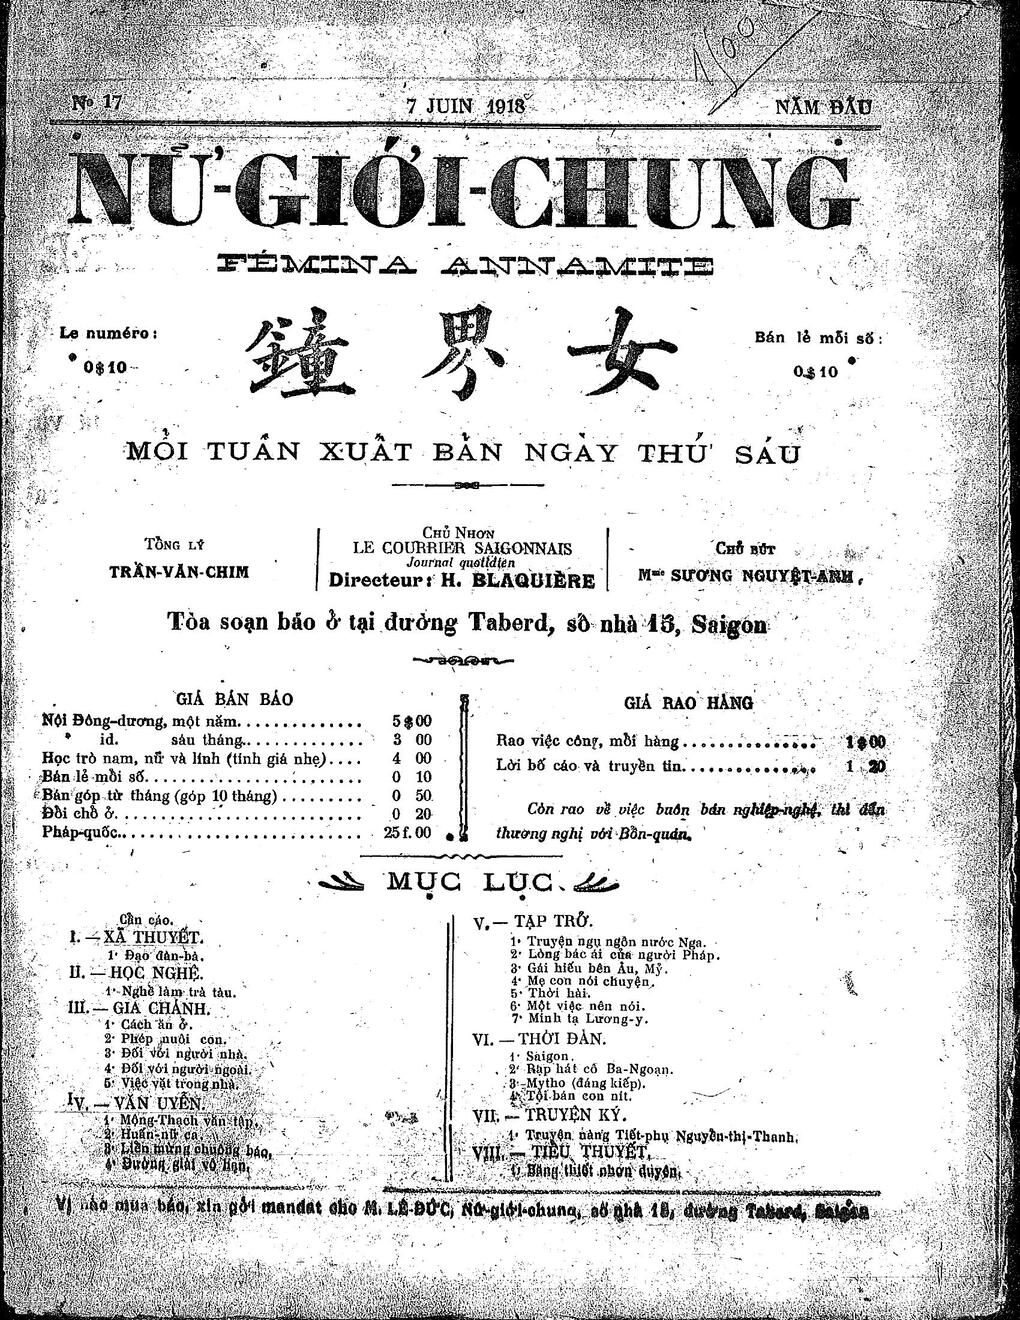 1$00
No 17
7 JUIN 1918
NĂM ĐẦU
NỮ-GIỚI-CHUNG
FÉMINA ANNAMITE
Le numéro:
0$10
鐘 界 女
Bán lẻ mỗi số:
0$10
MỖI TUẦN XUẤT BẢN NGÀY THỨ SÁU
TỔNG LÝ
TRẦN-VĂN-CHIM
CHỦ NHƠN
LE COURRIER SAIGONNAIS
Journal quotidien
Directeur: H. BLAQUIÈRE
CHỦ BÚT
Mme SƯƠNG NGUYỆT-ANH,
Tòa soạn báo ở tại đường Taberd, số nhà 13, Saigon
GIÁ BÁN BÁO
Nội Đông-dương, một năm.............. 5$00
id. sáu tháng.............. 3 00
Học trò nam, nữ và lính (tính giá nhẹ).... 4 00
Bán lẻ mỗi số.............. 0 10
Bán góp từ tháng (góp 10 tháng)......... 0 50
Đổi chỗ ở.............. 0 20
Pháp-quốc.............. 25f.00
GIÁ RAO HÀNG
Rao việc công, mỗi hàng.............. 1$00
Lời bố cáo và truyền tin.............. 1 20
Còn rao về việc buôn bán nghiệp-nghệ, thì đến
thương nghị với Bổn-quán.
MỤC LỤC
Cẩn cáo.
I. — XÃ THUYẾT.
1· Đạo đàn-bà.
II. — HỌC NGHỆ.
1· Nghề làm trà tàu.
III. — GIA CHÁNH.
1· Cách ăn ở.
2· Phép nuôi con.
3· Đối với người nhà.
4· Đối với người ngoài.
5· Việc vặt trong nhà.
IV. — VĂN UYỂN.
1· Mộng-Thạch văn tập.
2· Huấn-nữ ca.
3· Liễn mừng chuông báo.
4· Đường giải vô hạn.
V. — TẠP TRỞ.
1· Truyện ngụ ngôn nước Nga.
2· Lòng bác ái của người Pháp.
3· Gái hiếu bên Âu, Mỹ.
4· Mẹ con nói chuyện.
5· Thời hài.
6· Một việc nên nói.
7· Minh tạ Lương-y.
VI. — THỜI ĐÀN.
1· Saigon.
2· Rạp hát cô Ba-Ngoạn.
3· Mytho (đáng kiếp).
4· Tội bán con nít.
VII. — TRUYỆN KÝ.
1· Truyện nàng Tiết-phụ Nguyễn-thị-Thanh.
VIII. — TIỂU THUYẾT.
1· Băng thiết nhơn duyên.
Vị nào mua báo, xin gởi mandat cho M. LÊ-ĐỨC, Nữ-giới-chung, số nhà 13, đường Taberd, Saigon